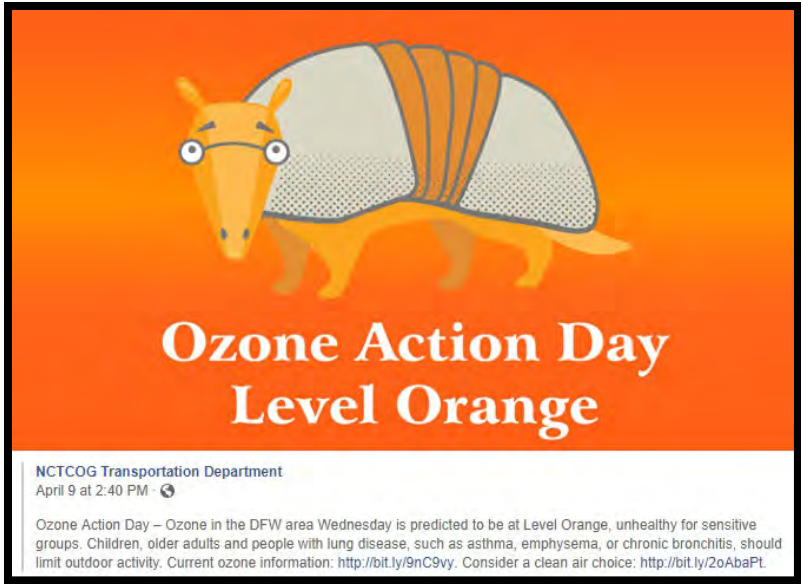 Ozone Action Day
Level Orange
NCTCOG Transportation Department
April 9 at 2:40 PM ·
Ozone Action Day – Ozone in the DFW area Wednesday is predicted to be at Level Orange, unhealthy for sensitive
groups. Children, older adults and people with lung disease, such as asthma, emphysema, or chronic bronchitis, should
limit outdoor activity. Current ozone information: http://bit.ly/9nC9vy. Consider a clean air choice: http://bit.ly/2oAbaPt.